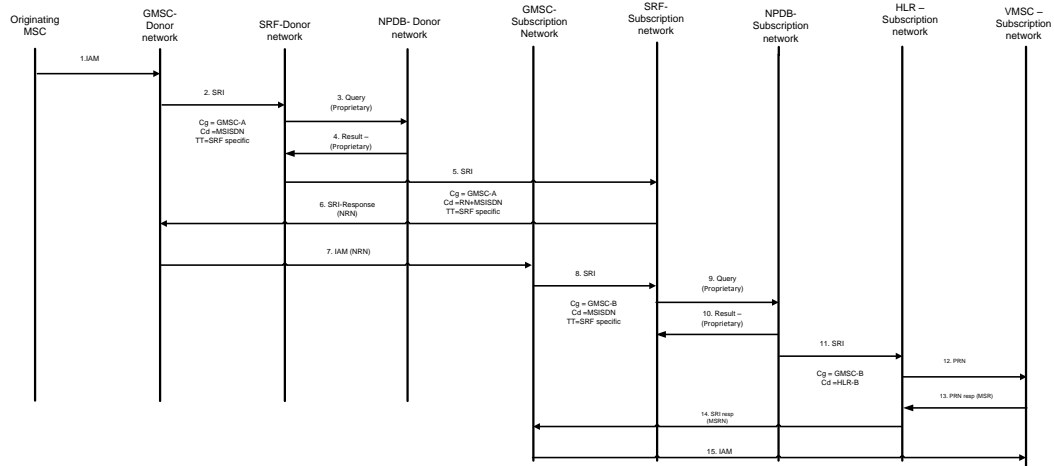 Originating
MSC
GMSC-
Donor
network
SRF-Donor
network
NPDB- Donor
network
GMSC-
Subscription
Network
SRF-
Subscription
network
NPDB-
Subscription
network
HLR –
Subscription
network
VMSC –
Subscription
network
1.IAM
2. SRI
Cg = GMSC-A
Cd =MSISDN
TT=SRF specific
3. Query
(Proprietary)
4. Result –
(Proprietary)
5. SRI
Cg = GMSC-A
Cd =RN+MSISDN
TT=SRF specific
6. SRI-Response
(NRN)
7. IAM (NRN)
8. SRI
Cg = GMSC-B
Cd =MSISDN
TT=SRF specific
9. Query
(Proprietary)
10. Result –
(Proprietary)
11. SRI
Cg = GMSC-B
Cd =HLR-B
12. PRN
13. PRN resp (MSR)
14. SRI resp
(MSRN)
15. IAM